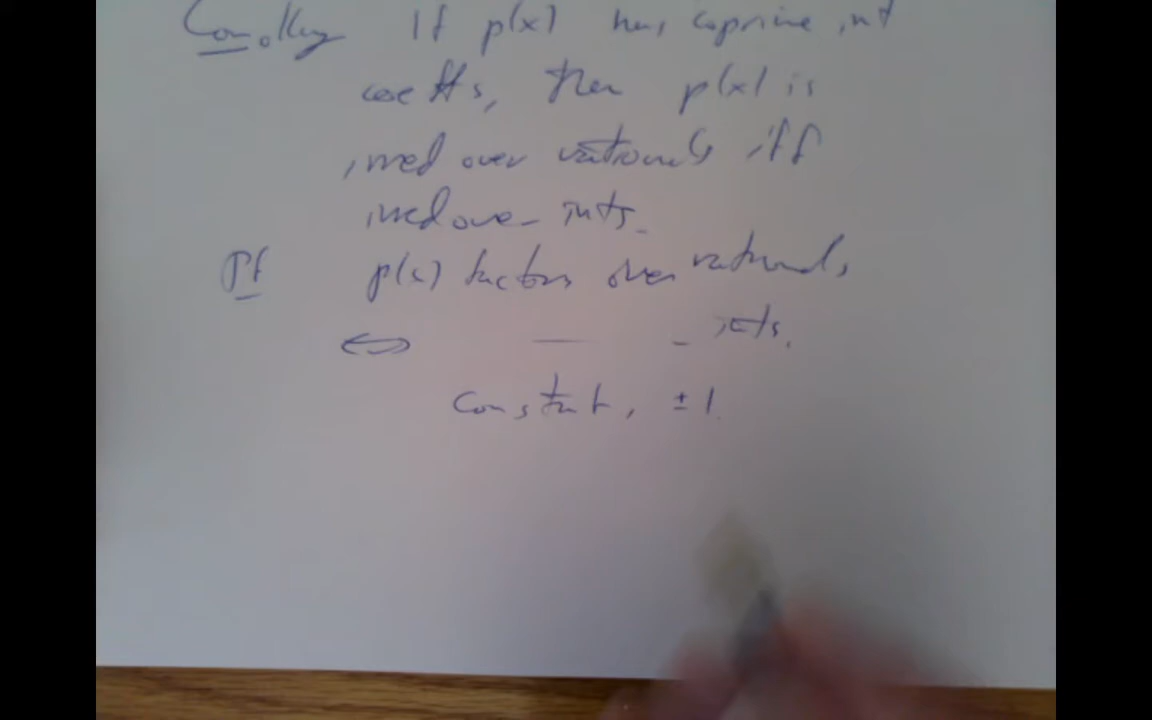 Corollary If p(x) has coprime int
coeffs, then p(x) is
irred over rationals iff
irred over ints.
Pf p(x) factors over rationals
⟺ — - ints.
constant, ±1.